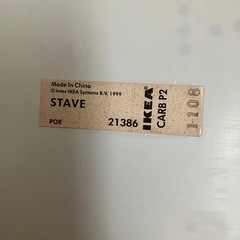 Made in China
© Inter IKEA Systems B.V. 1999
STAVE
PQR 21386
IKEA
CARB P2
1108